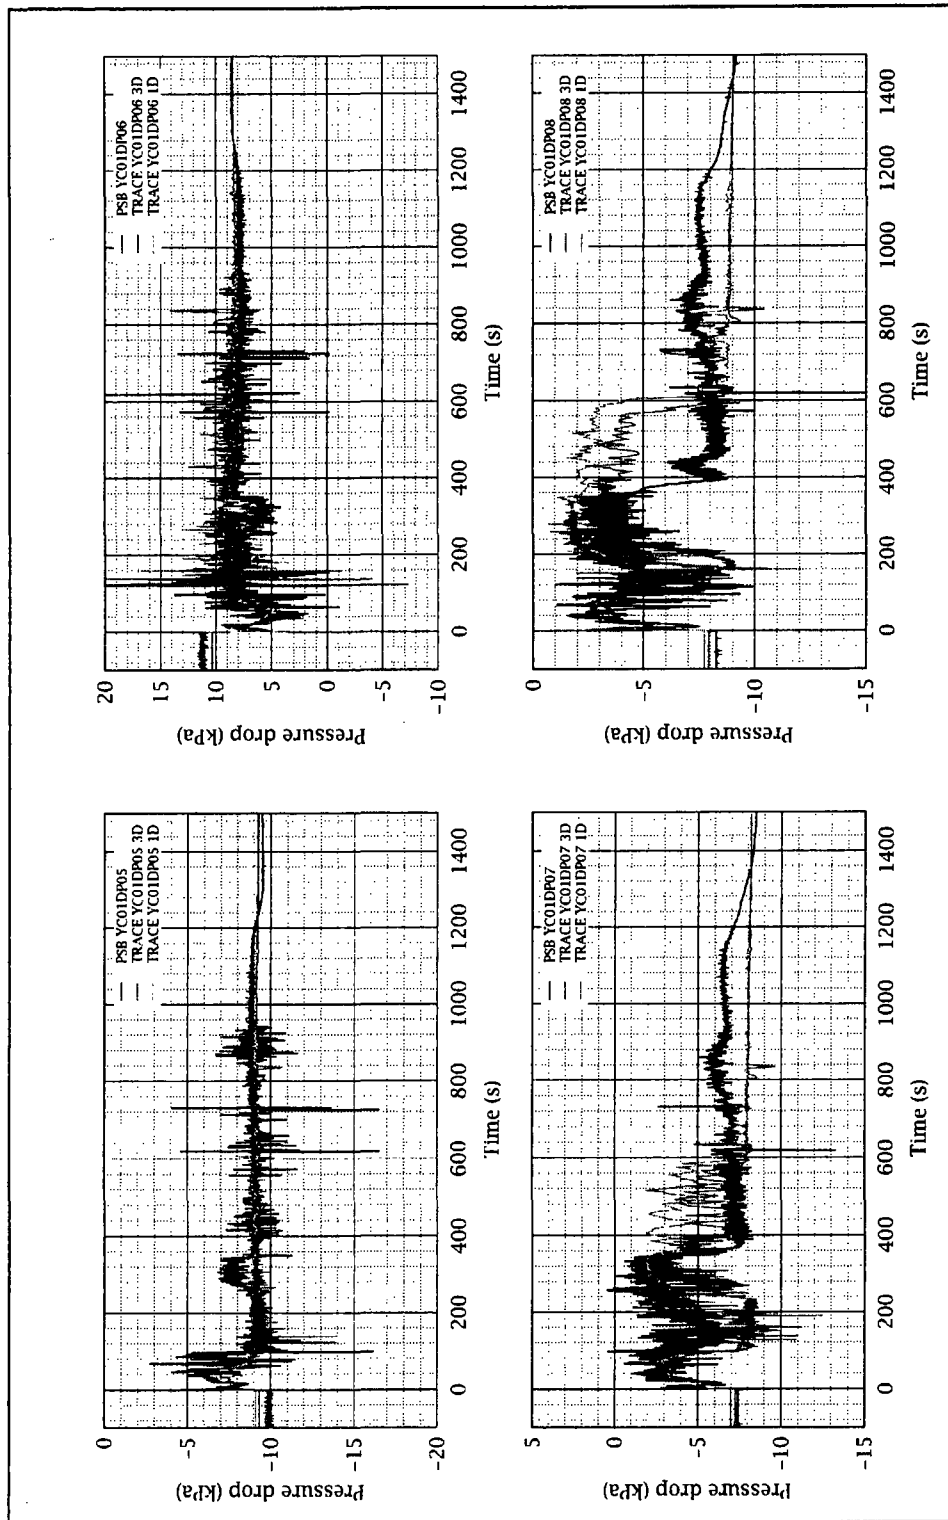 PSB YC01DP05
TRACE YC01DP05 3D
TRACE YC01DP05 1D
0
-5
-10
-15
-20
Pressure drop (kPa)
0 200 400 600 800 1000 1200 1400
Time (s)
PSB YC01DP06
TRACE YC01DP06 3D
TRACE YC01DP06 1D
20
15
10
5
0
-5
-10
Pressure drop (kPa)
0 200 400 600 800 1000 1200 1400
Time (s)
PSB YC01DP07
TRACE YC01DP07 3D
TRACE YC01DP07 1D
5
0
-5
-10
-15
Pressure drop (kPa)
0 200 400 600 800 1000 1200 1400
Time (s)
PSB YC01DP08
TRACE YC01DP08 3D
TRACE YC01DP08 1D
0
-5
-10
-15
Pressure drop (kPa)
0 200 400 600 800 1000 1200 1400
Time (s)